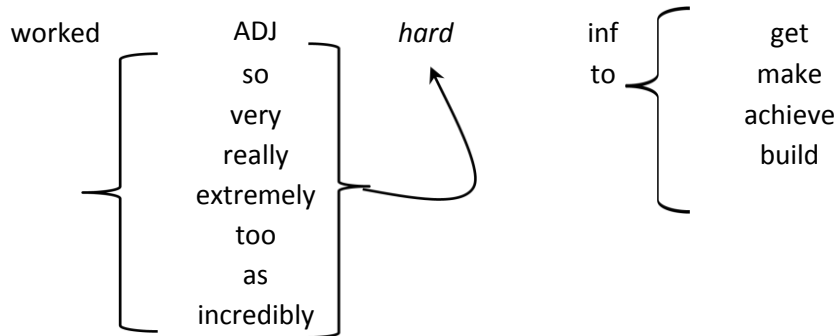 worked ADJ hard inf get
so to make
very achieve
really build
extremely
too
as
incredibly